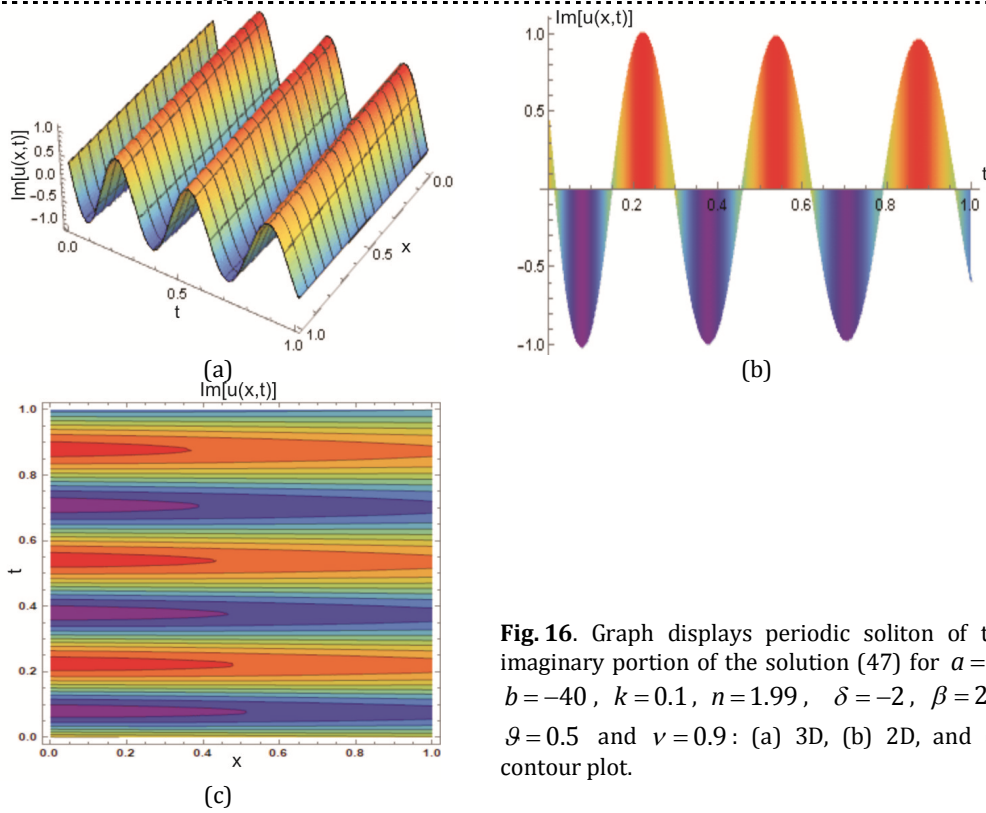 Im[u(x,t)]
1.0
0.5
0.0
−0.5
−1.0
0.0
0.5
1.0
t
0.0
0.5
1.0
x
(a)
Im[u(x,t)]
1.0
0.5
−0.5
−1.0
0.2 0.4 0.6 0.8 1.0
t
(b)
Im[u(x,t)]
1.0
0.8
0.6
0.4
0.2
0.0
t
0.0 0.2 0.4 0.6 0.8 1.0
x
(c)
Fig. 16. Graph displays periodic soliton of t
imaginary portion of the solution (47) for a =
b = −40 , k = 0.1 , n = 1.99 , δ = −2 , β = 2
ϑ = 0.5 and ν = 0.9 : (a) 3D, (b) 2D, and
contour plot.